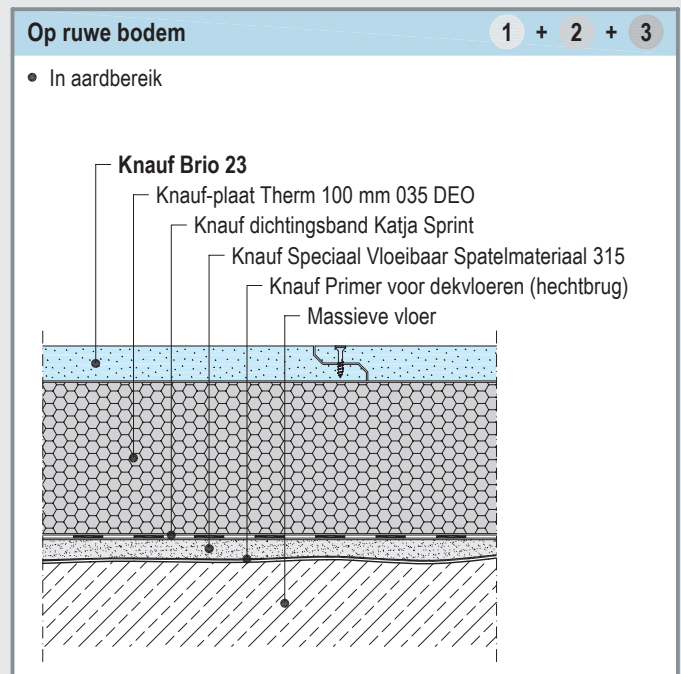 Op ruwe bodem 1 + 2 + 3
• In aardbereik
Knauf Brio 23
Knauf-plaat Therm 100 mm 035 DEO
Knauf dichtingsband Katja Sprint
Knauf Speciaal Vloeibaar Spatelmateriaal 315
Knauf Primer voor dekvloeren (hechtbrug)
Massieve vloer